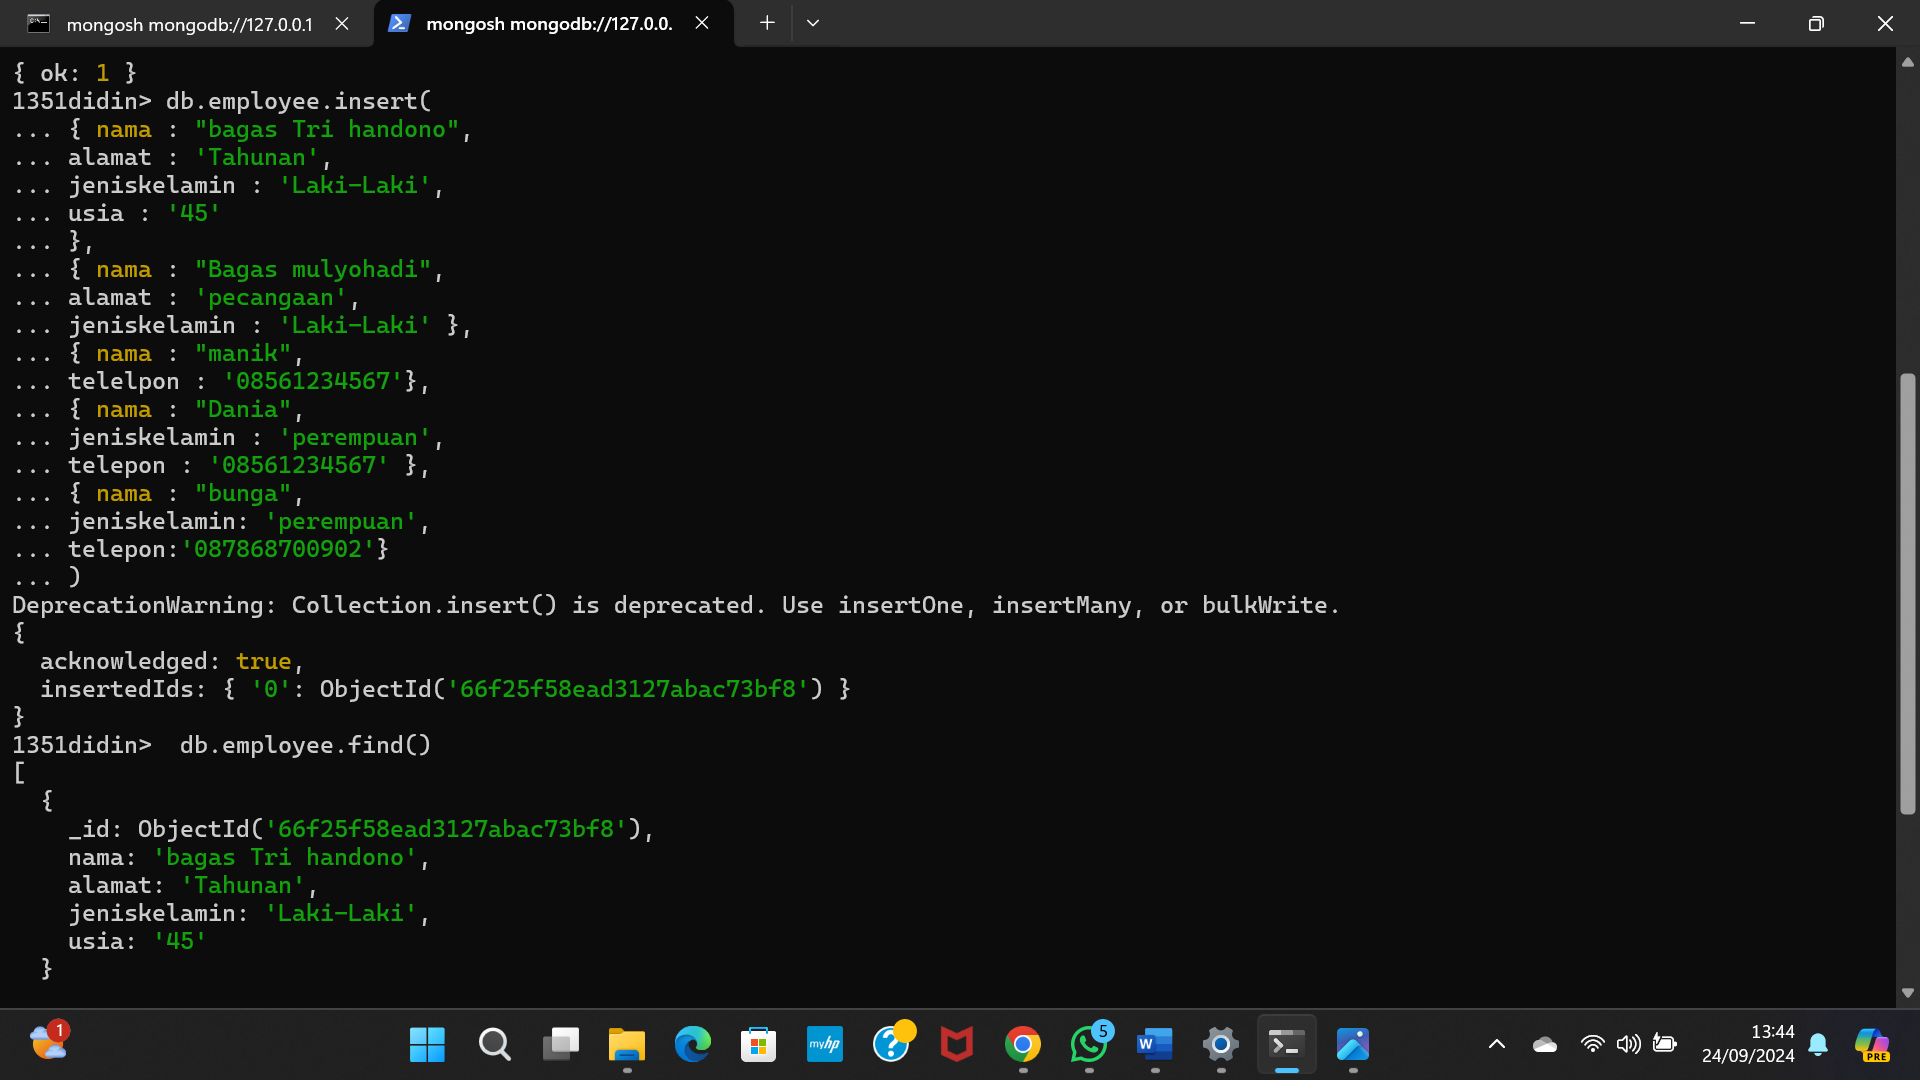 mongosh mongodb://127.0.0.1
mongosh mongodb://127.0.0.
{ ok: 1 }
1351didin> db.employee.insert(
... { nama : "bagas Tri handono",
... alamat : 'Tahunan',
... jeniskelamin : 'Laki-Laki',
... usia : '45'
... },
... { nama : "Bagas mulyohadi",
... alamat : 'pecangaan',
... jeniskelamin : 'Laki-Laki' },
... { nama : "manik",
... telelpon : '08561234567'},
... { nama : "Dania",
... jeniskelamin : 'perempuan',
... telepon : '08561234567' },
... { nama : "bunga",
... jeniskelamin: 'perempuan',
... telepon:'087868700902'}
... )
DeprecationWarning: Collection.insert() is deprecated. Use insertOne, insertMany, or bulkWrite.
{
  acknowledged: true,
  insertedIds: { '0': ObjectId('66f25f58ead3127abac73bf8') }
}
1351didin>  db.employee.find()
[
  {
    _id: ObjectId('66f25f58ead3127abac73bf8'),
    nama: 'bagas Tri handono',
    alamat: 'Tahunan',
    jeniskelamin: 'Laki-Laki',
    usia: '45'
  }
1
myhp
?
5
W
13:44
24/09/2024
PRE